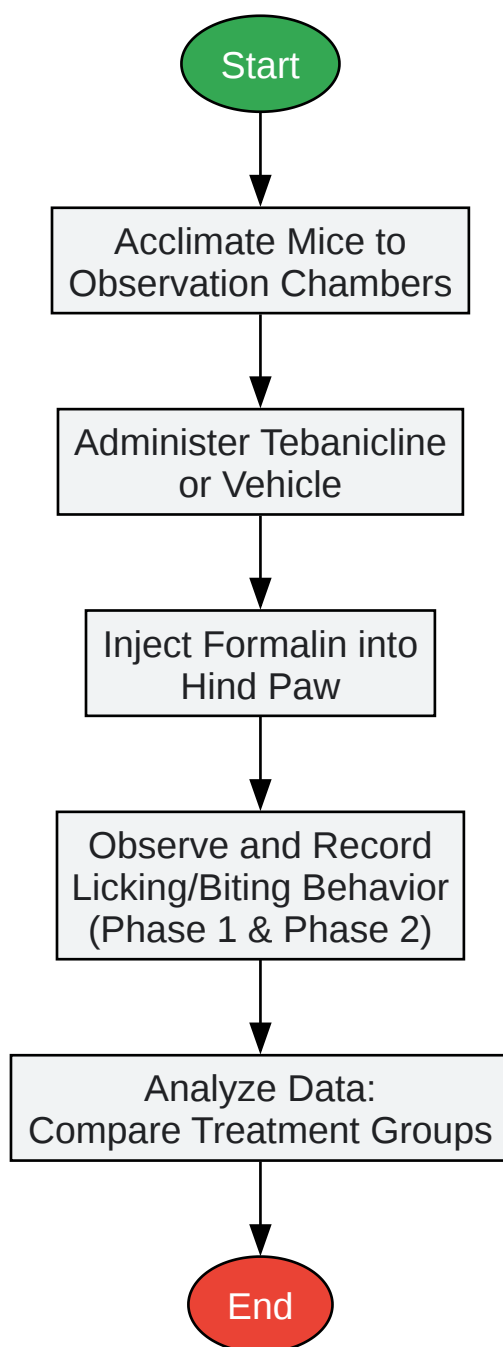 Start
Acclimate Mice to
Observation Chambers
Administer Tebanicline
or Vehicle
Inject Formalin into
Hind Paw
Observe and Record
Licking/Biting Behavior
(Phase 1 & Phase 2)
Analyze Data:
Compare Treatment Groups
End